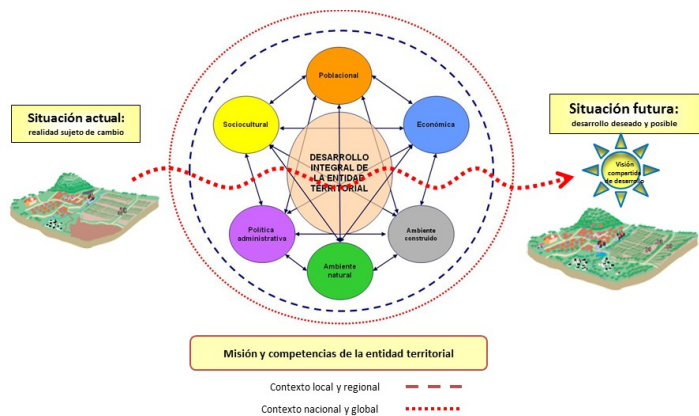 Situación actual:
realidad sujeto de cambio
Poblacional
Sociocultural
Económica
DESARROLLO
INTEGRAL DE
LA ENTIDAD
TERRITORIAL
Política
administrativa
Ambiente
construido
Ambiente
natural
Situación futura:
desarrollo deseado y posible
Visión
compartida
de desarrollo
Misión y competencias de la entidad territorial
Contexto local y regional
Contexto nacional y global